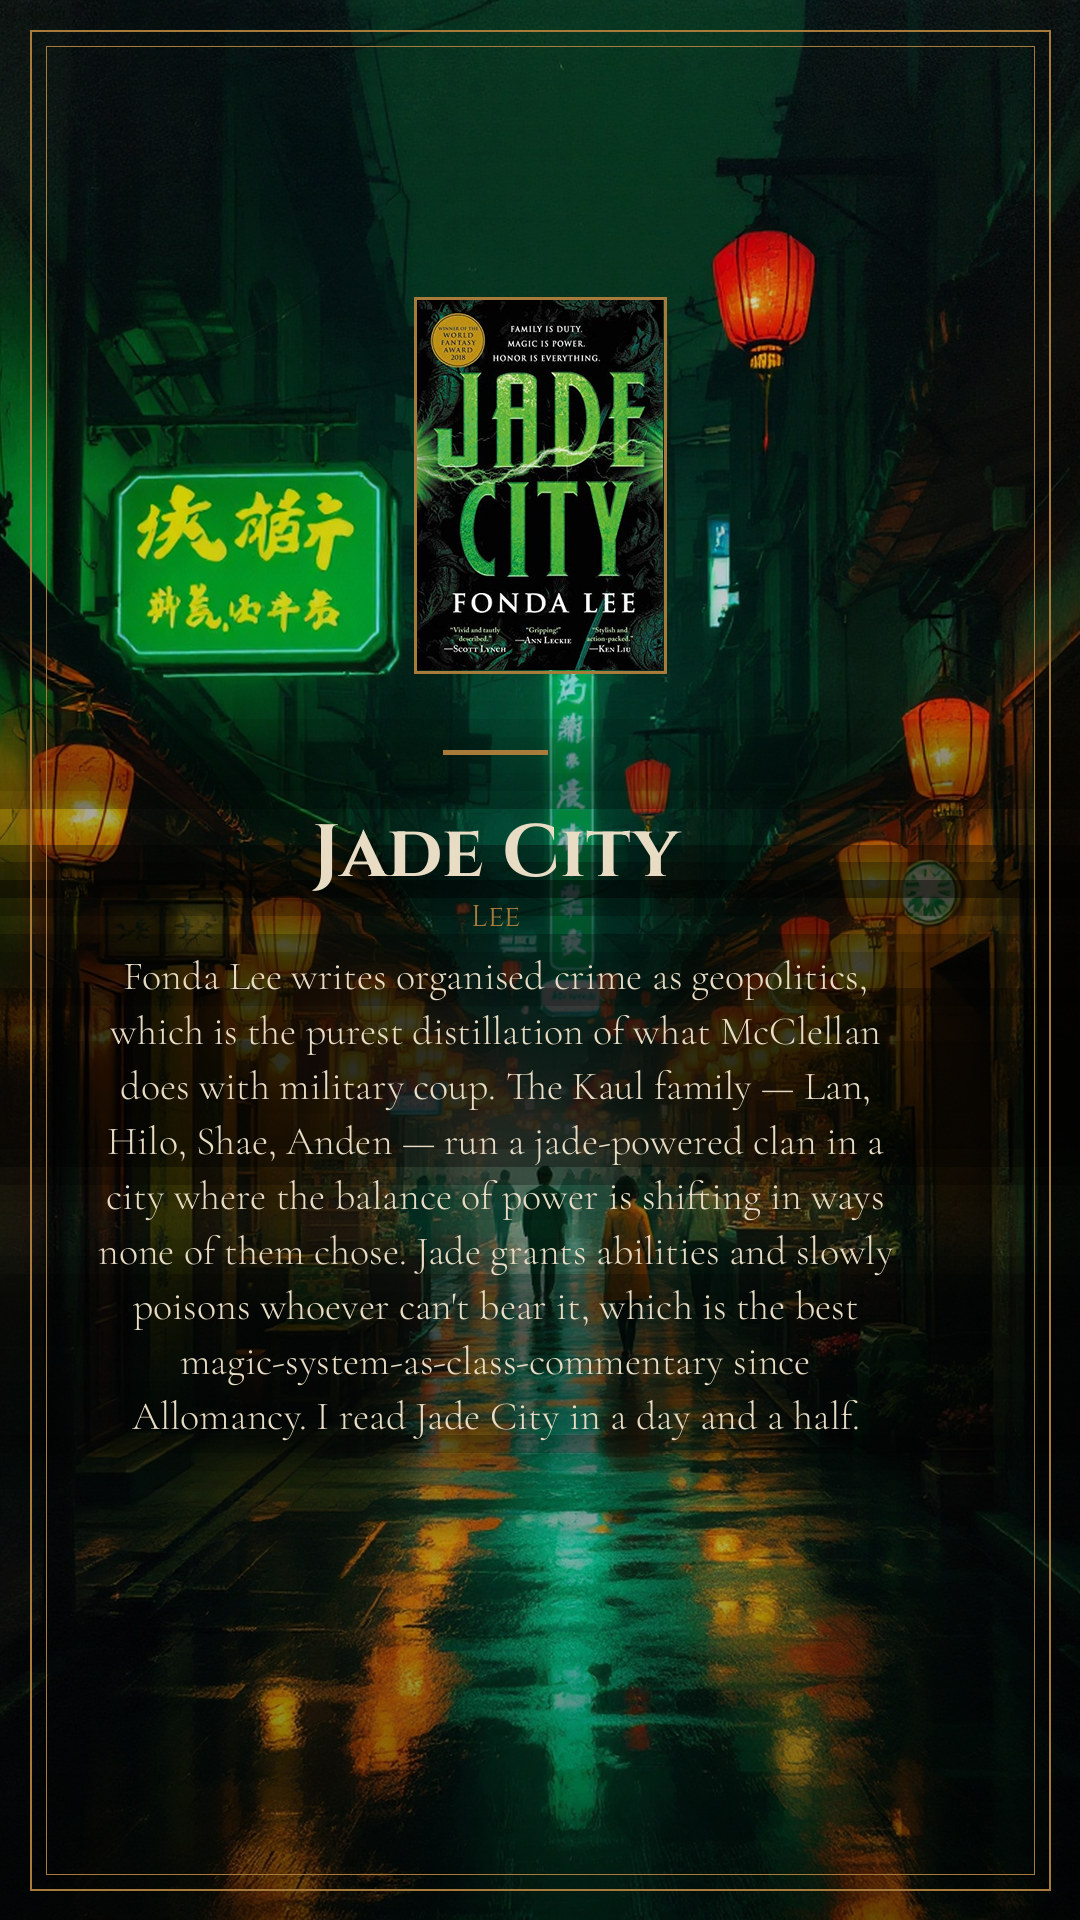 WINNER OF THE
WORLD
FANTASY
AWARD
2018
FAMILY IS DUTY.
MAGIC IS POWER.
HONOR IS EVERYTHING.
JADE
CITY
FONDA LEE
"Vivid and tautly
described."
—SCOTT LYNCH
"Gripping!"
—ANN LECKIE
"Stylish and
action-packed."
—KEN LIU
JADE CITY
LEE
Fonda Lee writes organised crime as geopolitics,
which is the purest distillation of what McClellan
does with military coup. The Kaul family — Lan,
Hilo, Shae, Anden — run a jade-powered clan in a
city where the balance of power is shifting in ways
none of them chose. Jade grants abilities and slowly
poisons whoever can't bear it, which is the best
magic-system-as-class-commentary since
Allomancy. I read Jade City in a day and a half.